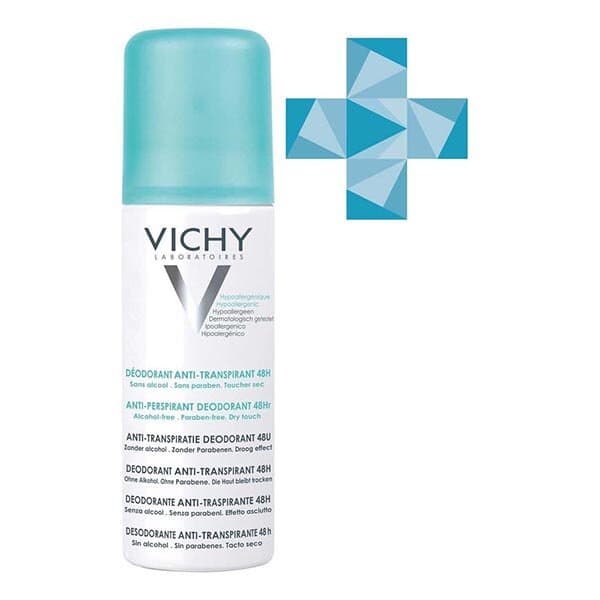 VICHY
LABORATOIRES
V
Hypoallergénique
Hypoallergenic
Hypoallergeen
Dermatologisch getestet
Ipoallergenico
Hipoallergénico
DÉODORANT ANTI-TRANSPIRANT 48H
Sans alcool . Sans paraben. Toucher sec
ANTI-PERSPIRANT DEODORANT 48Hr
Alcohol-free . Paraben-free. Dry touch
ANTI-TRANSPIRATIE DEODORANT 48U
Zonder alcohol . Zonder Parabenen. Droog effect
DEODORANT ANTI-TRANSPIRANT 48H
Ohne Alkohol. Ohne Parabene. Die Haut bleibt trocken
DEODORANTE ANTI-TRASPIRANTE 48H
Senza alcool . Senza parabeni. Effetto asciutto
DESODORANTE ANTI-TRANSPIRANTE 48 h
Sin alcohol . Sin parabenes. Tacto seco